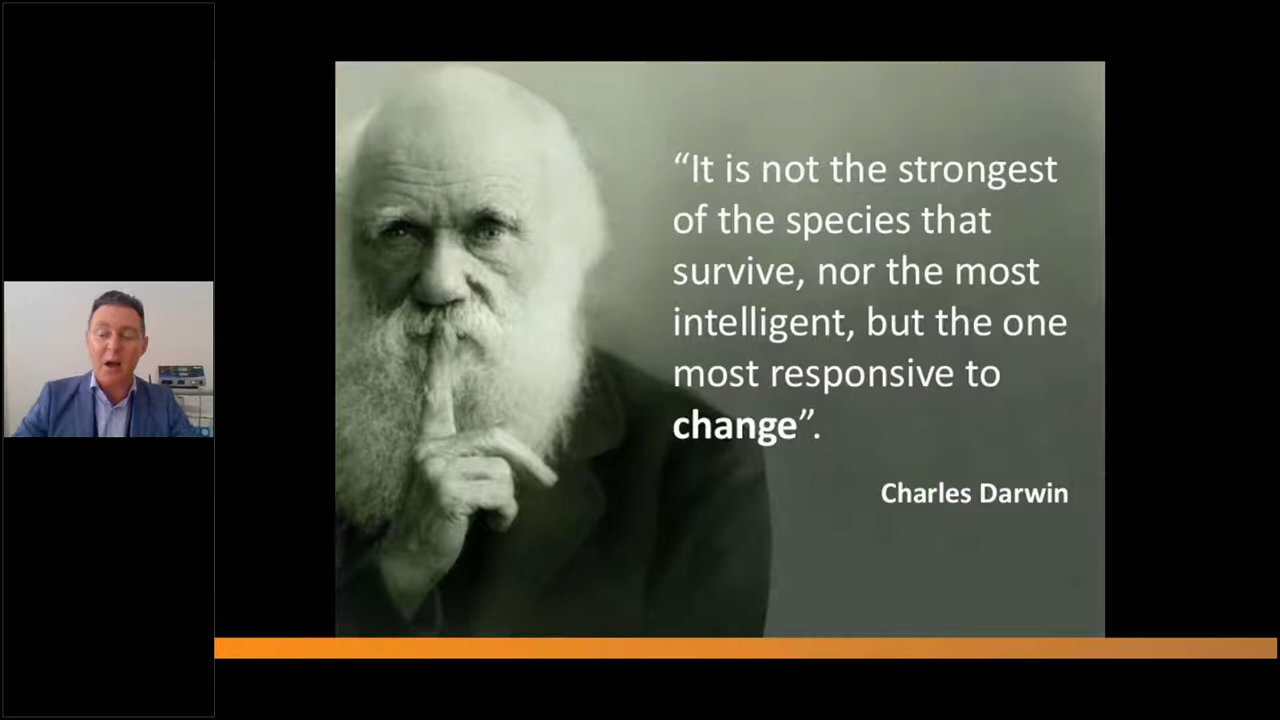 “It is not the strongest
of the species that
survive, nor the most
intelligent, but the one
most responsive to
change”.
Charles Darwin